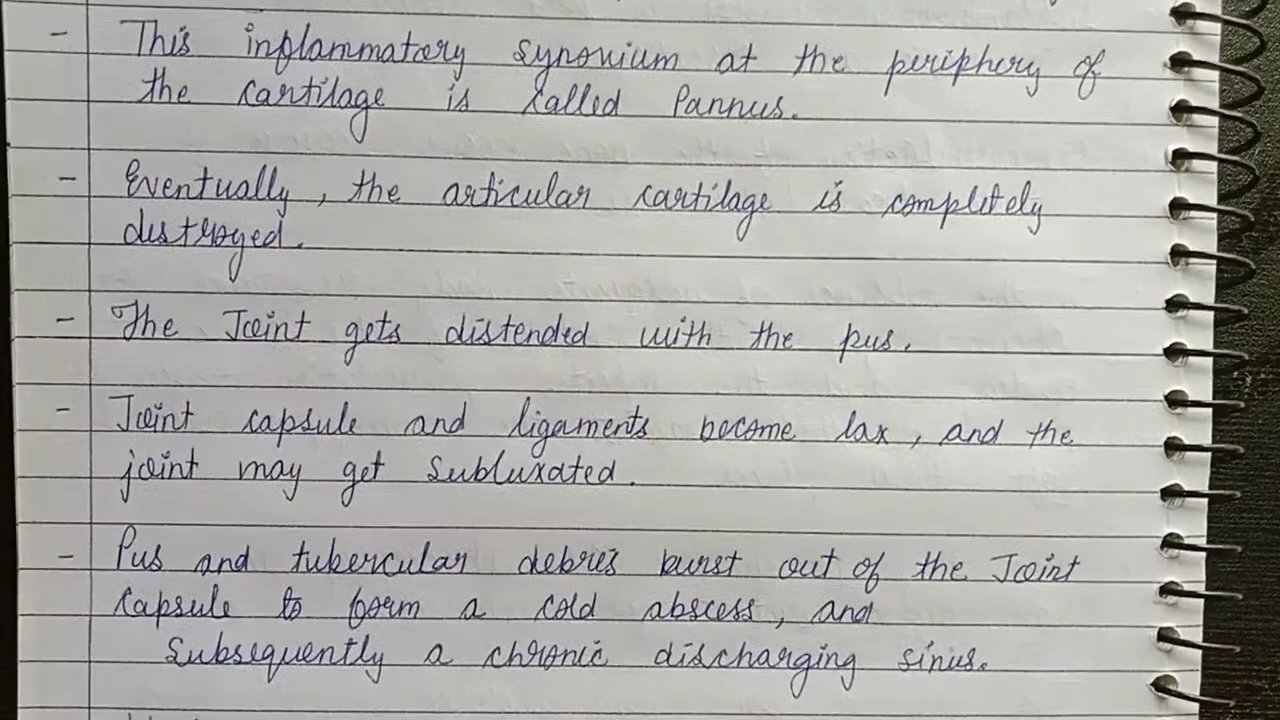 - This inflammatory synovium at the periphery of
the cartilage is called Pannus.
- Eventually, the articular cartilage is completely
destroyed.
- The Joint gets distended with the pus.
- Joint capsule and ligaments become lax, and the
joint may get subluxated.
- Pus and tubercular debries burst out of the Joint
capsule to form a cold abscess, and
subsequently a chronic discharging sinus.